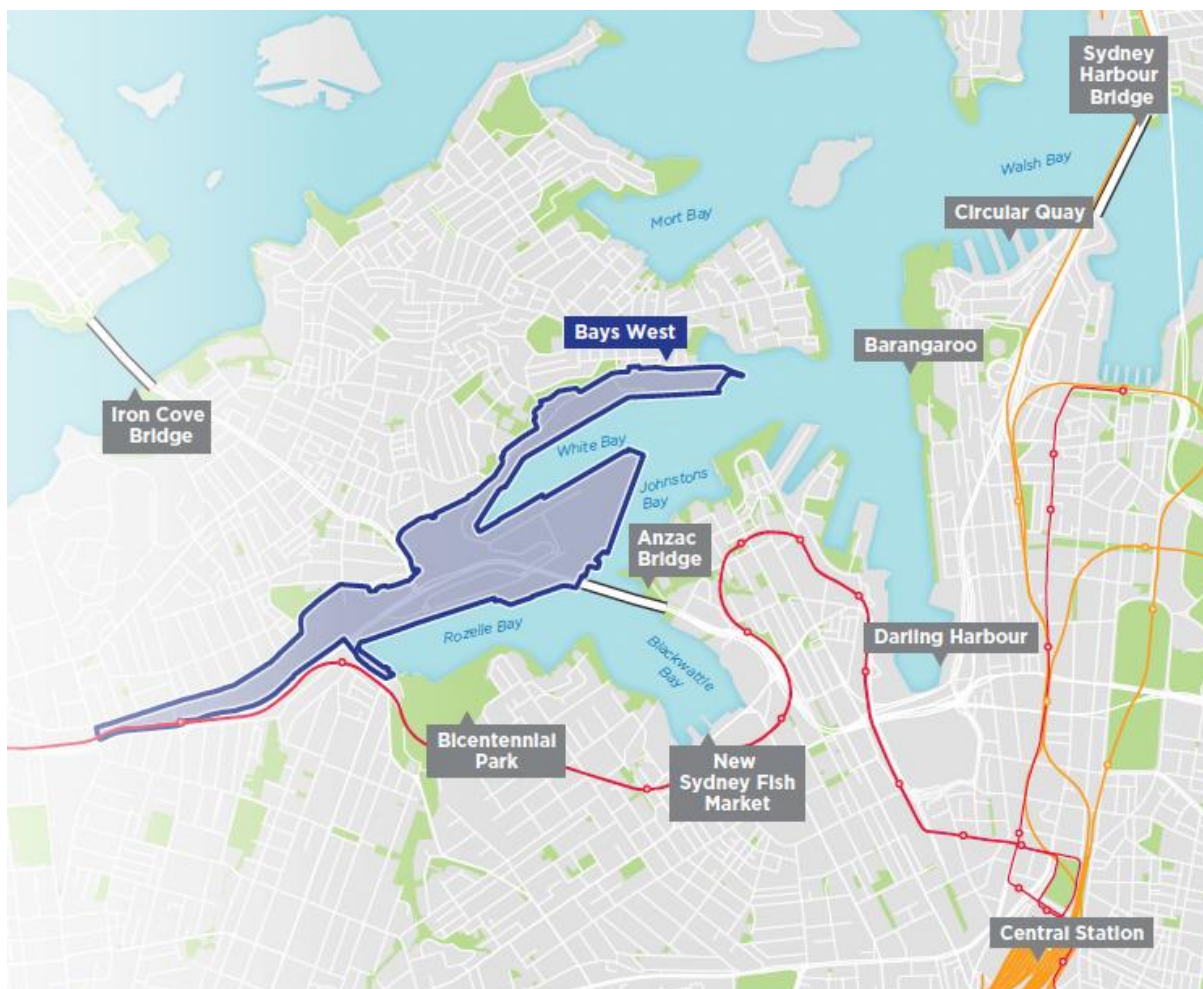 Sydney
Harbour
Bridge
Walsh Bay
Circular Quay
Mort Bay
Bays West
Barangaroo
Iron Cove
Bridge
White Bay
Johnstons
Bay
Anzac
Bridge
Rozelle Bay
Blackwattle
Bay
Darling Harbour
Bicentennial
Park
New
Sydney Fish
Market
Central Station